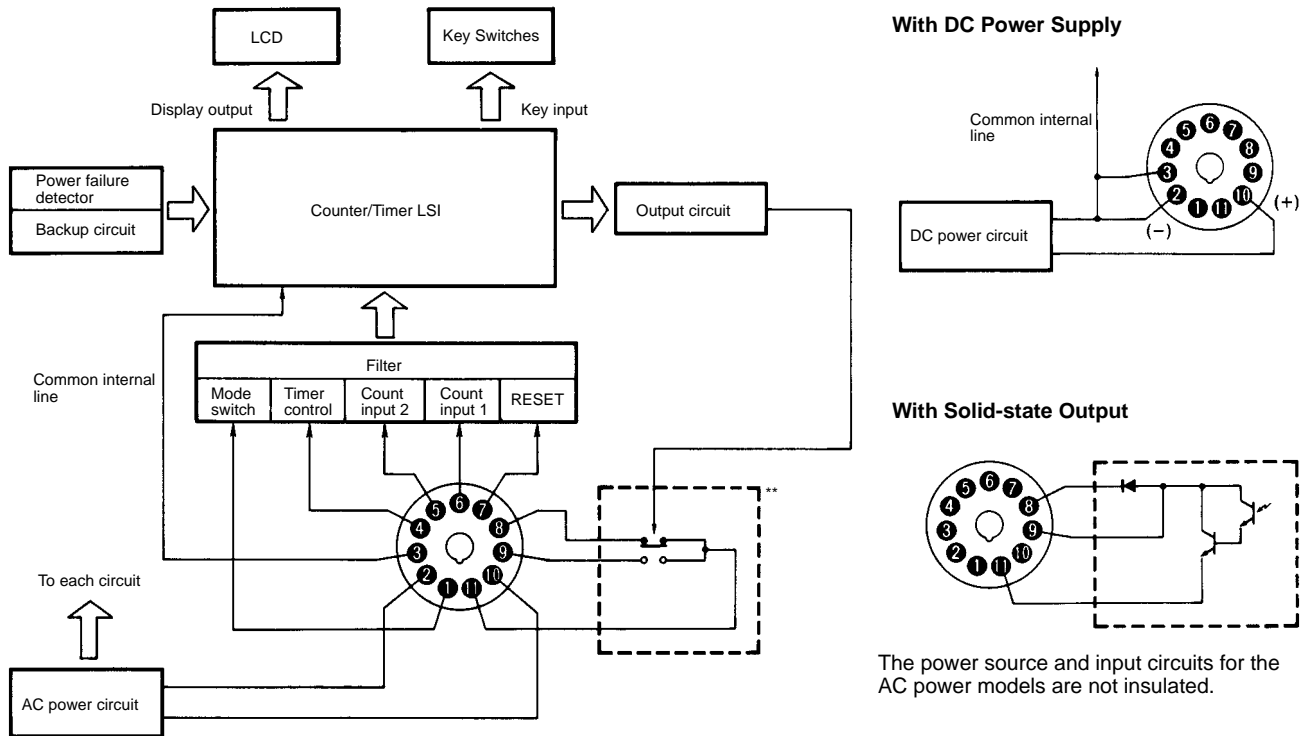 LCD
Key Switches
Display output
Key input
Power failure
detector
Backup circuit
Counter/Timer LSI
Output circuit
Common internal
line
Filter
Mode
switch
Timer
control
Count
input 2
Count
input 1
RESET
6
5
7
4
8
3
9
2
10
1
11
**
To each circuit
AC power circuit
With DC Power Supply
Common internal
line
6
5
7
4
8
3
9
2
10
1
11
(+)
(−)
DC power circuit
With Solid-state Output
6
5
7
4
8
3
9
2
10
1
11
The power source and input circuits for the
AC power models are not insulated.